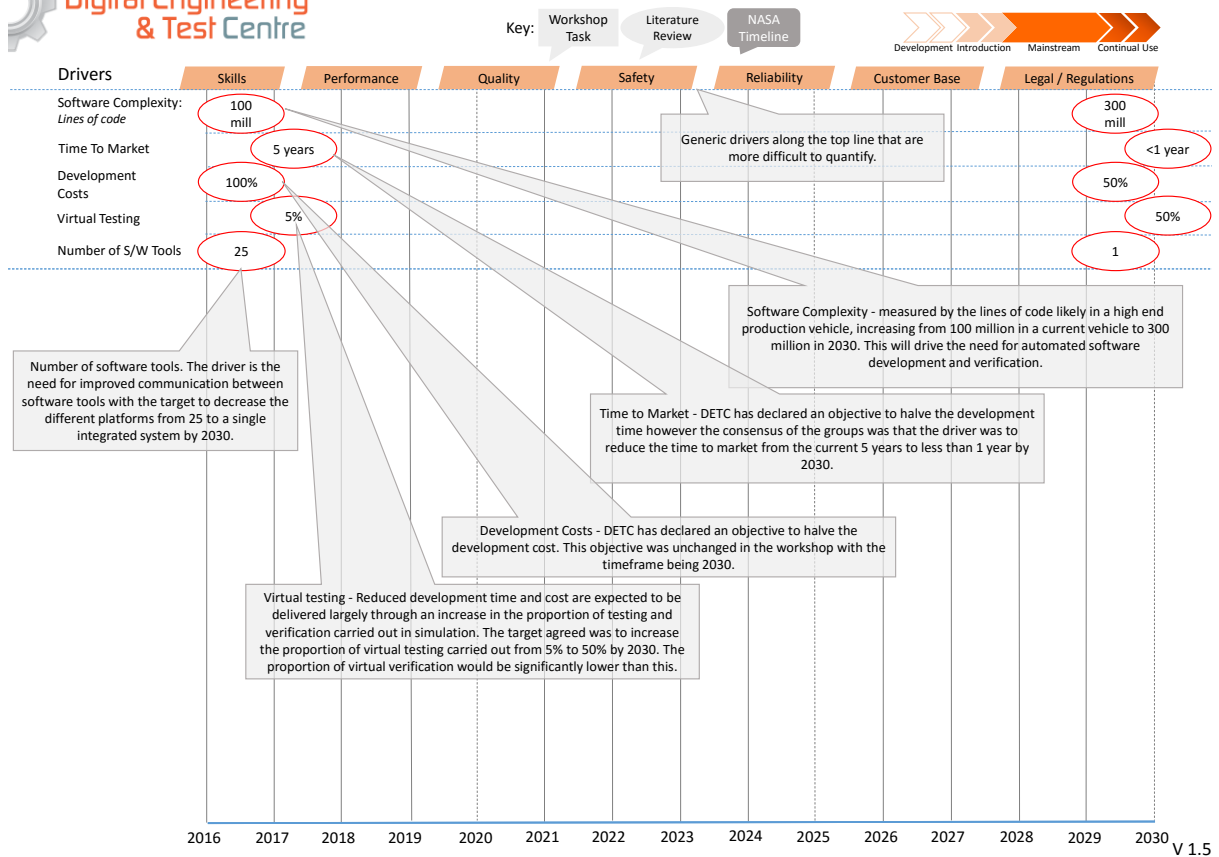 Digital Engineering
& Test Centre
Key:
Workshop
Task
Literature
Review
NASA
Timeline
Development Introduction Mainstream Continual Use
Drivers
Skills Performance Quality Safety Reliability Customer Base Legal / Regulations
Software Complexity:
Lines of code
100
mill
300
mill
Time To Market
5 years
<1 year
Development
Costs
100%
50%
Virtual Testing
5%
50%
Number of S/W Tools
25
1
Generic drivers along the top line that are
more difficult to quantify.
Software Complexity - measured by the lines of code likely in a high end
production vehicle, increasing from 100 million in a current vehicle to 300
million in 2030. This will drive the need for automated software
development and verification.
Number of software tools. The driver is the
need for improved communication between
software tools with the target to decrease the
different platforms from 25 to a single
integrated system by 2030.
Time to Market - DETC has declared an objective to halve the development
time however the consensus of the groups was that the driver was to
reduce the time to market from the current 5 years to less than 1 year by
2030.
Development Costs - DETC has declared an objective to halve the
development cost. This objective was unchanged in the workshop with the
timeframe being 2030.
Virtual testing - Reduced development time and cost are expected to be
delivered largely through an increase in the proportion of testing and
verification carried out in simulation. The target agreed was to increase
the proportion of virtual testing carried out from 5% to 50% by 2030. The
proportion of virtual verification would be significantly lower than this.
2016 2017 2018 2019 2020 2021 2022 2023 2024 2025 2026 2027 2028 2029 2030
V 1.5